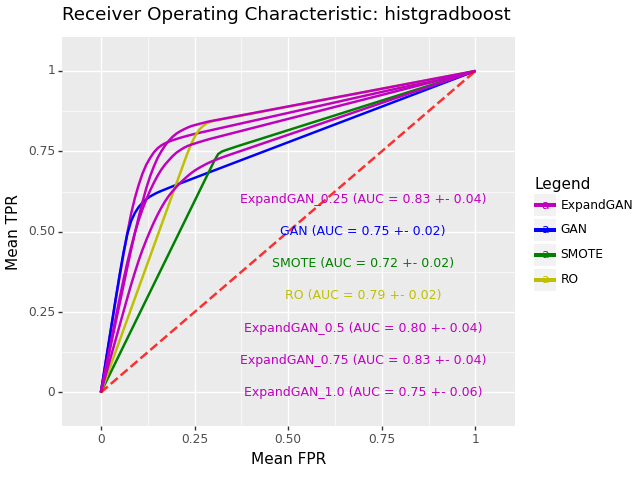 Receiver Operating Characteristic: histgradboost
Mean TPR
1
0.75
0.50
0.25
0
ExpandGAN_0.25 (AUC = 0.83 +- 0.04)
GAN (AUC = 0.75 +- 0.02)
SMOTE (AUC = 0.72 +- 0.02)
RO (AUC = 0.79 +- 0.02)
ExpandGAN_0.5 (AUC = 0.80 +- 0.04)
ExpandGAN_0.75 (AUC = 0.83 +- 0.04)
ExpandGAN_1.0 (AUC = 0.75 +- 0.06)
0
0.25
0.50
0.75
1
Mean FPR
Legend
a ExpandGAN
a GAN
a SMOTE
a RO